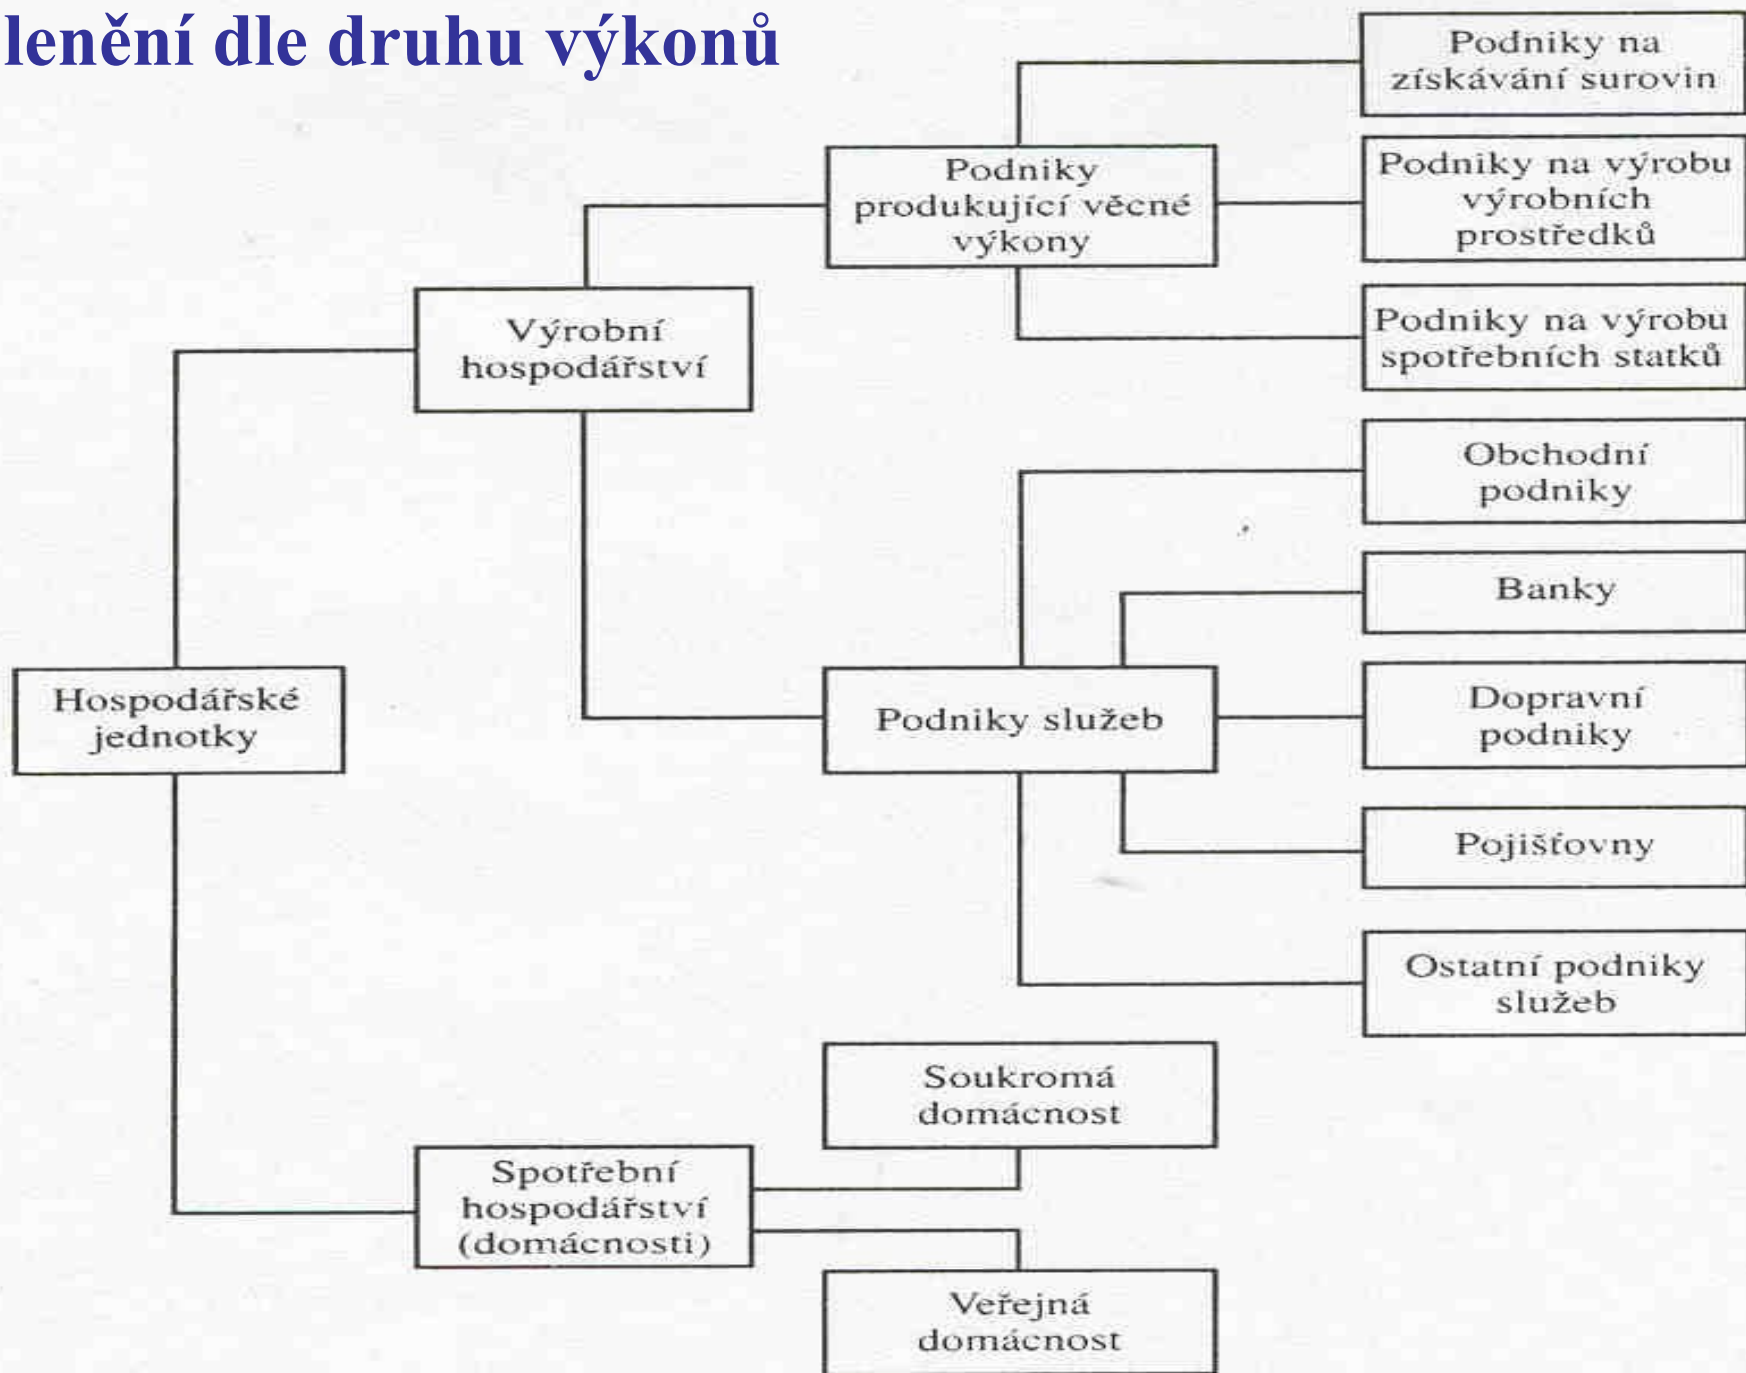 lenění dle druhu výkonů
Podniky na
získávání surovin
Podniky
produkující věcné
výkony
Podniky na výrobu
výrobních
prostředků
Výrobní
hospodářství
Podniky na výrobu
spotřebních statků
Obchodní
podniky
Banky
Hospodářské
jednotky
Podniky služeb
Dopravní
podniky
Pojišťovny
Ostatní podniky
služeb
Soukromá
domácnost
Spotřební
hospodářství
(domácnosti)
Veřejná
domácnost